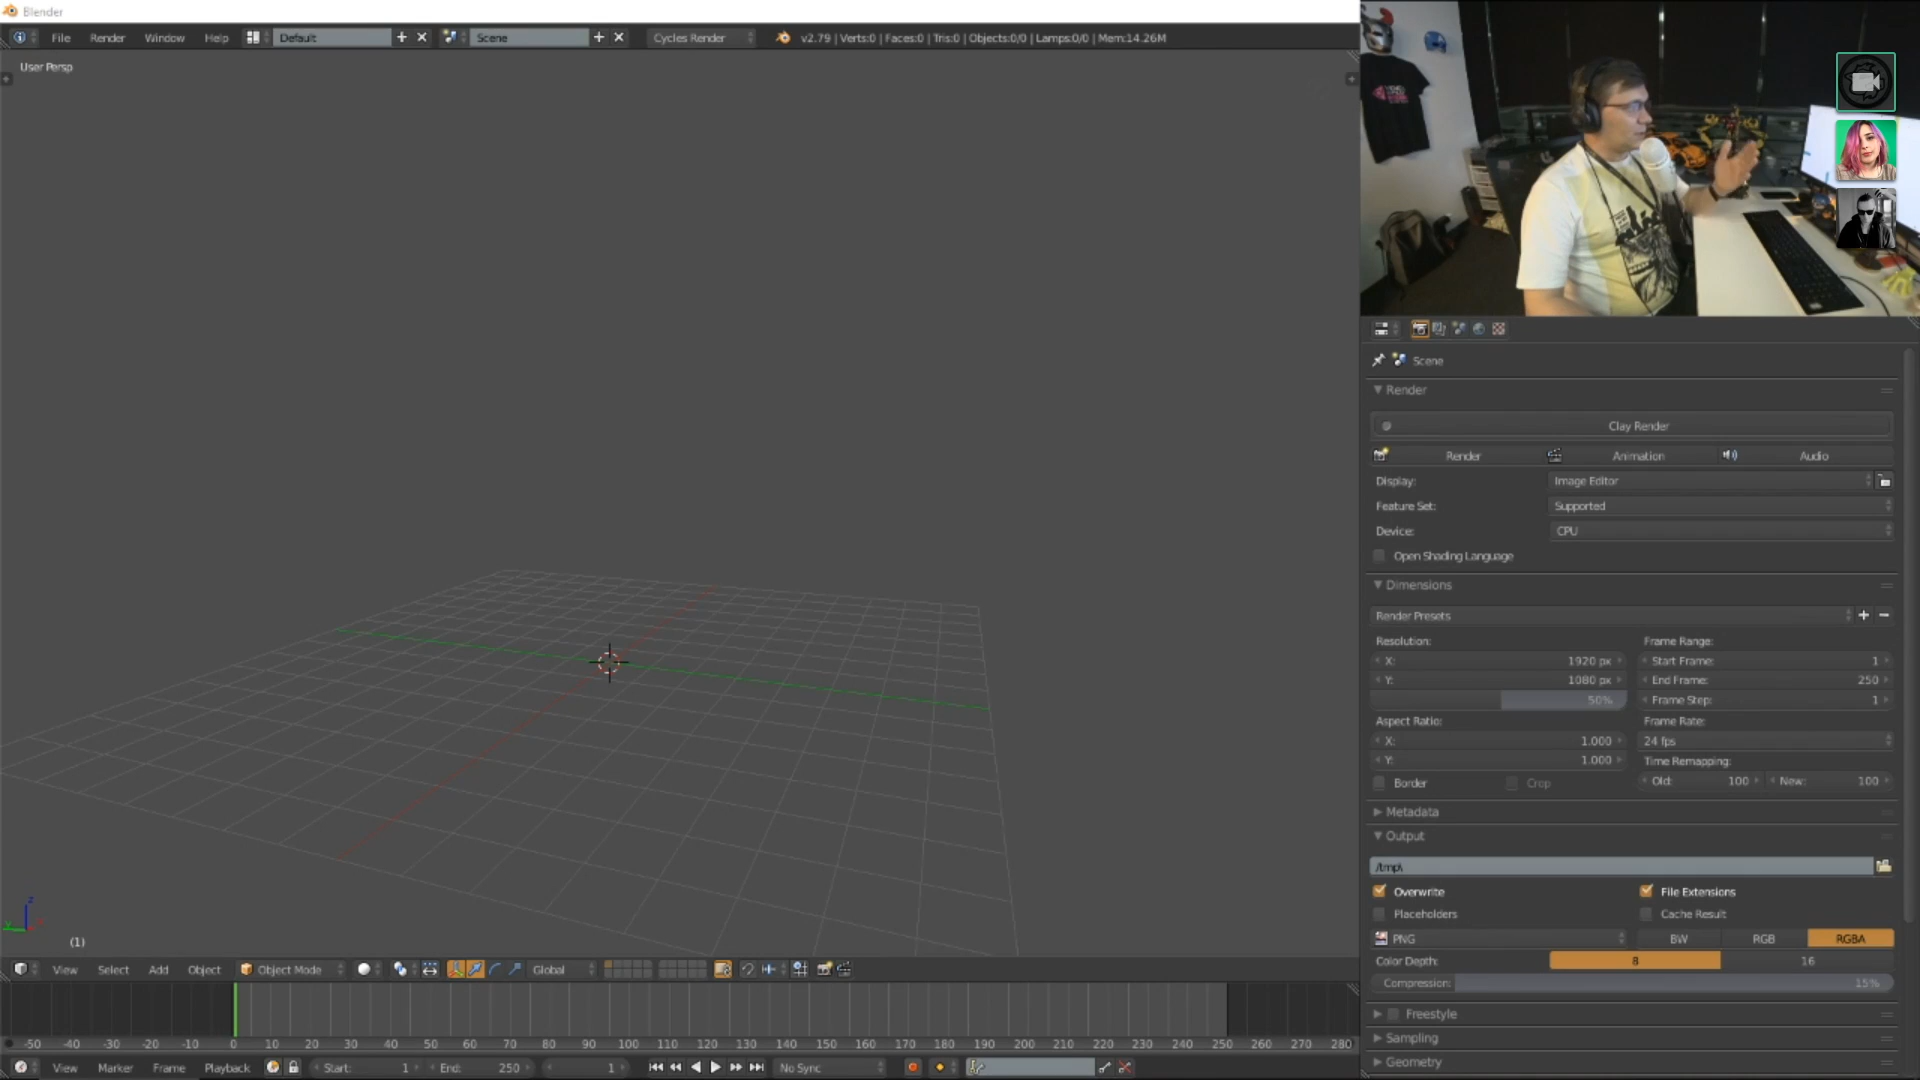 Blender
File Render Window Help Default Scene Cycles Render v2.79 | Verts:0 | Faces:0 | Tris:0 | Objects:0/0 | Lamps:0/0 | Mem:14.26M
User Persp
(1)
View Select Add Object Object Mode Global
-50 -40 -30 -20 -10 0 10 20 30 40 50 60 70 80 90 100 110 120 130 140 150 160 170 180 190 200 210 220 230 240 250 260 270 280
View Marker Frame Playback Start: 1 End: 250 1 No Sync
Scene
Render
Clay Render
Render Animation Audio
Display: Image Editor
Feature Set: Supported
Device: CPU
Open Shading Language
Dimensions
Render Presets
Resolution: Frame Range:
X: 1920 px Start Frame: 1
Y: 1080 px End Frame: 250
50% Frame Step: 1
Aspect Ratio: Frame Rate:
X: 1.000 24 fps
Y: 1.000 Time Remapping:
Border Crop Old: 100 New: 100
Metadata
Output
/tmp\
Overwrite File Extensions
Placeholders Cache Result
PNG BW RGB RGBA
Color Depth: 8 16
Compression: 15%
Freestyle
Sampling
Geometry